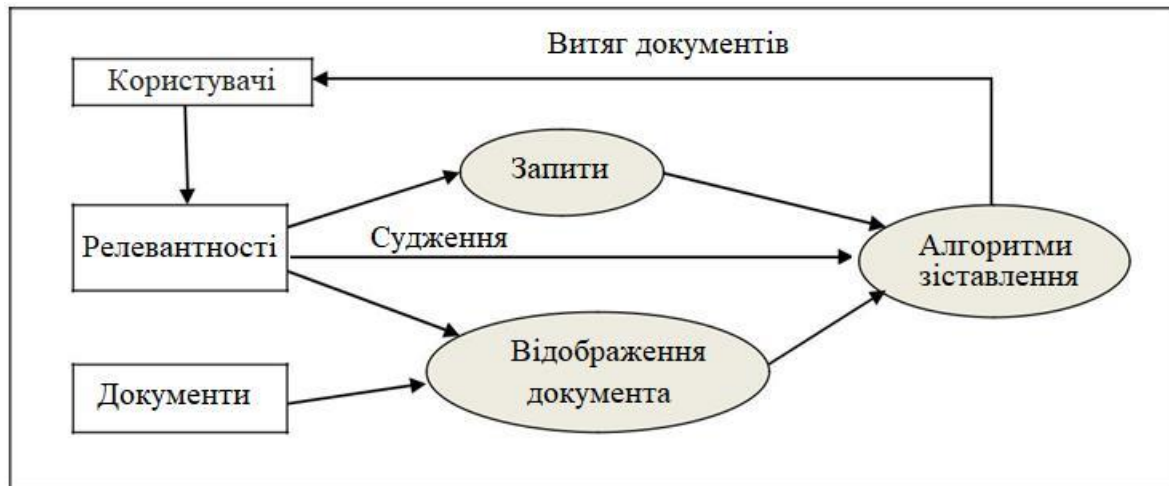 Витяг документів
Користувачі
Запити
Релевантності
Судження
Алгоритми
зіставлення
Відображення
документа
Документи